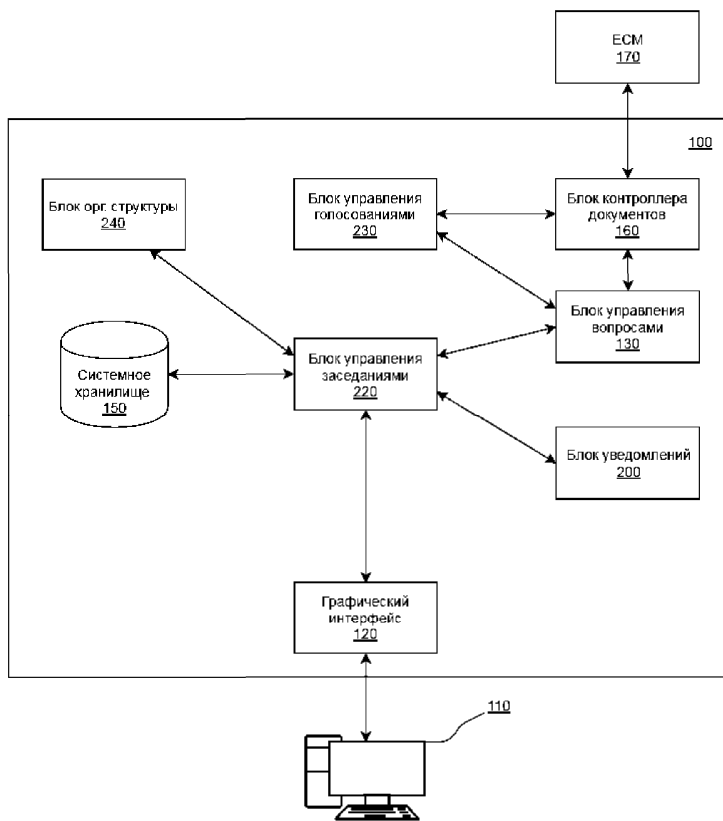 ECM
170
100
Блок орг. структуры
240
Блок управления
голосованиями
230
Блок контроллера
документов
160
Блок управления
вопросами
130
Системное
хранилище
150
Блок управления
заседаниями
220
Блок уведомлений
200
Графический
интерфейс
120
110